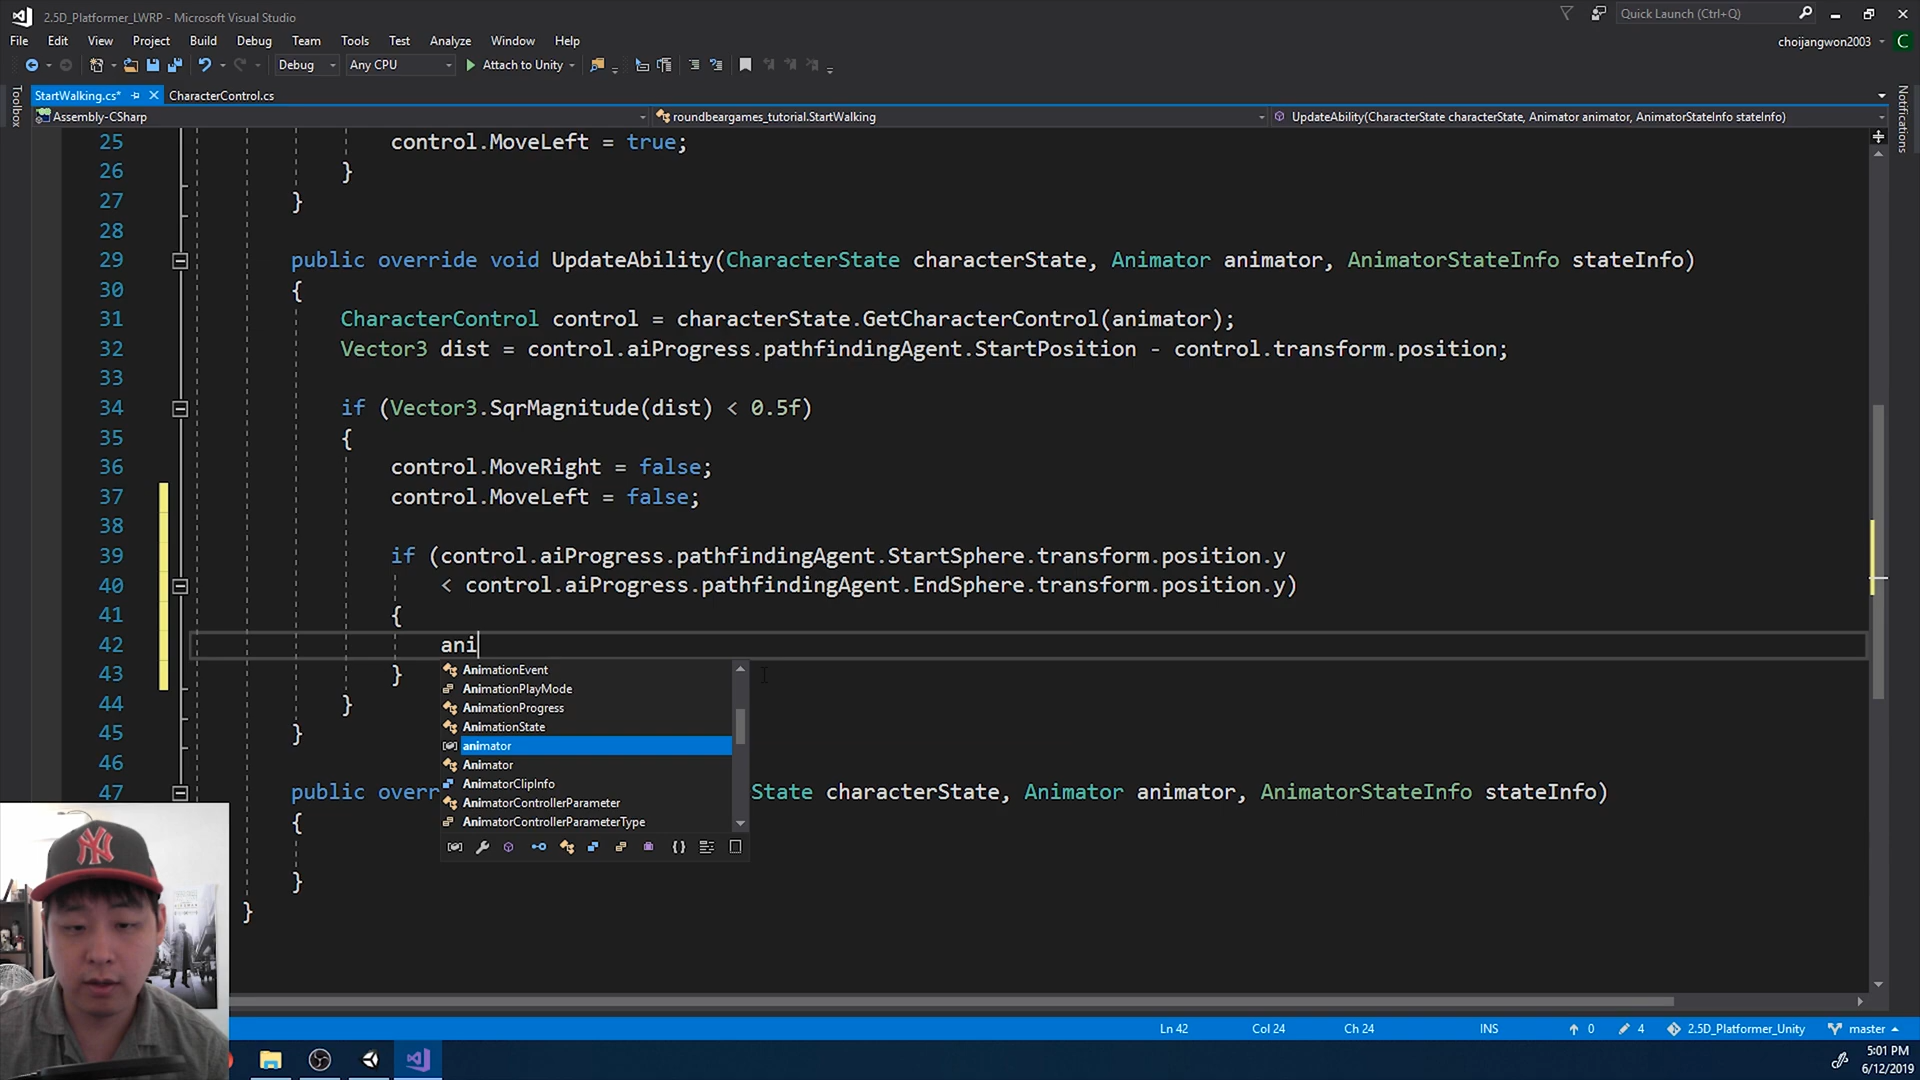 2.5D_Platformer_LWRP - Microsoft Visual Studio
Quick Launch (Ctrl+Q)
File Edit View Project Build Debug Team Tools Test Analyze Window Help
choijangwon2003 C
Debug Any CPU Attach to Unity
StartWalking.cs* CharacterControl.cs
Toolbox
Notifications
Assembly-CSharp roundbeargames_tutorial.StartWalking UpdateAbility(CharacterState characterState, Animator animator, AnimatorStateInfo stateInfo)
25 control.MoveLeft = true;
26 }
27 }
28
29 public override void UpdateAbility(CharacterState characterState, Animator animator, AnimatorStateInfo stateInfo)
30 {
31 CharacterControl control = characterState.GetCharacterControl(animator);
32 Vector3 dist = control.aiProgress.pathfindingAgent.StartPosition - control.transform.position;
33
34 if (Vector3.SqrMagnitude(dist) < 0.5f)
35 {
36 control.MoveRight = false;
37 control.MoveLeft = false;
38
39 if (control.aiProgress.pathfindingAgent.StartSphere.transform.position.y
40 < control.aiProgress.pathfindingAgent.EndSphere.transform.position.y)
41 {
42 ani
43 }
44 }
45 }
46
47 public overr State characterState, Animator animator, AnimatorStateInfo stateInfo)
{
}
}
AnimationEvent
AnimationPlayMode
AnimationProgress
AnimationState
animator
Animator
AnimatorClipInfo
AnimatorControllerParameter
AnimatorControllerParameterType
Ln 42 Col 24 Ch 24 INS 0 4 2.5D_Platformer_Unity master
5:01 PM
6/12/2019